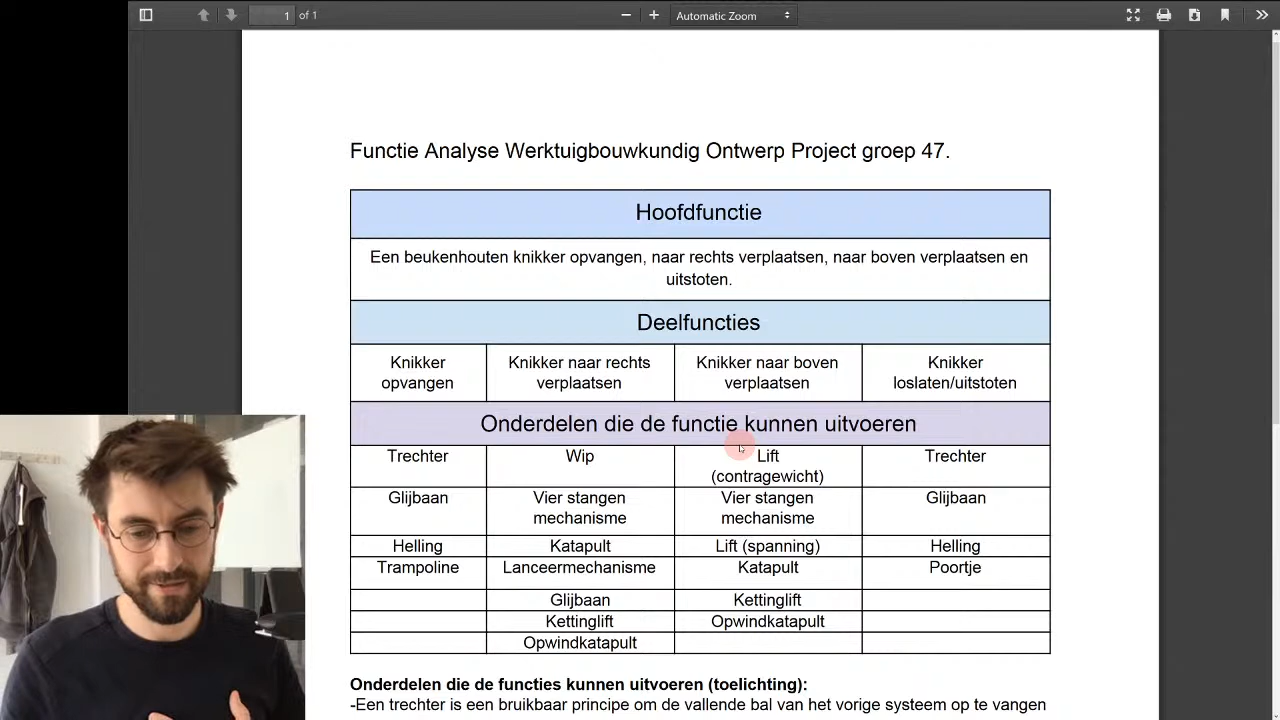 1 of 1
Automatic Zoom
Functie Analyse Werktuigbouwkundig Ontwerp Project groep 47.
Hoofdfunctie
Een beukenhouten knikker opvangen, naar rechts verplaatsen, naar boven verplaatsen en
uitstoten.
Deelfuncties
Knikker opvangen
Knikker naar rechts verplaatsen
Knikker naar boven verplaatsen
Knikker loslaten/uitstoten
Onderdelen die de functie kunnen uitvoeren
Trechter Wip Lift (contragewicht) Trechter
Glijbaan Vier stangen mechanisme Vier stangen mechanisme Glijbaan
Helling Katapult Lift (spanning) Helling
Trampoline Lanceermechanisme Katapult Poortje
Glijbaan Kettinglift
Kettinglift Opwindkatapult
Opwindkatapult
Onderdelen die de functies kunnen uitvoeren (toelichting):
-Een trechter is een bruikbaar principe om de vallende bal van het vorige systeem op te vangen